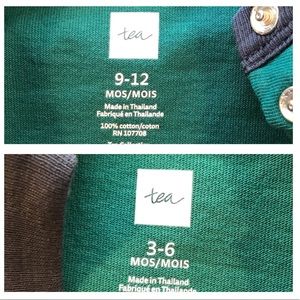 tea
9-12
MOS/MOIS
Made in Thailand
Fabriqué en Thaïlande
100% cotton/coton
RN 107708
tea
3-6
MOS/MOIS
Made in Thailand
Fabriqué en Thaïlande